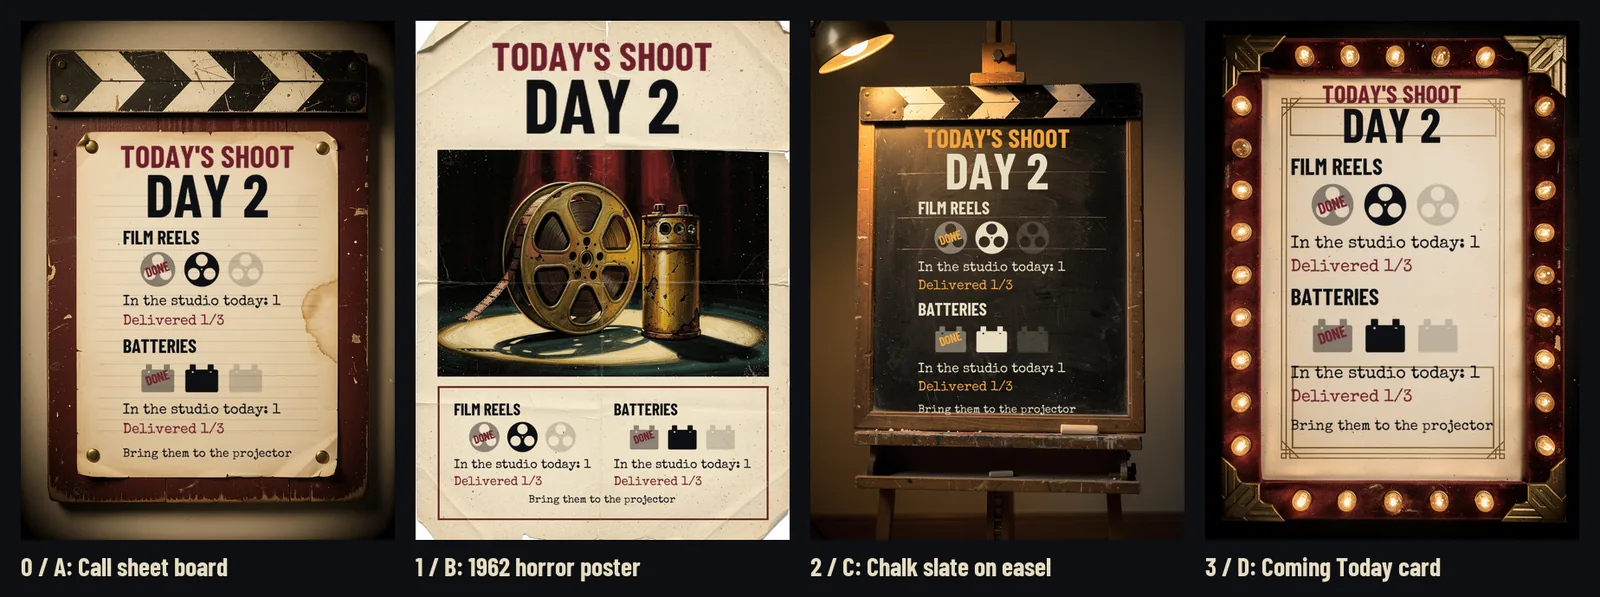 TODAY'S SHOOT
DAY 2
FILM REELS
DONE
In the studio today: 1
Delivered 1/3
BATTERIES
DONE
In the studio today: 1
Delivered 1/3
Bring them to the projector
0 / A: Call sheet board
TODAY'S SHOOT
DAY 2
FILM REELS
DONE
In the studio today: 1
Delivered 1/3
BATTERIES
DONE
In the studio today: 1
Delivered 1/3
Bring them to the projector
1 / B: 1962 horror poster
TODAY'S SHOOT
DAY 2
FILM REELS
DONE
In the studio today: 1
Delivered 1/3
BATTERIES
DONE
In the studio today: 1
Delivered 1/3
Bring them to the projector
2 / C: Chalk slate on easel
TODAY'S SHOOT
DAY 2
FILM REELS
DONE
In the studio today: 1
Delivered 1/3
BATTERIES
DONE
In the studio today: 1
Delivered 1/3
Bring them to the projector
3 / D: Coming Today card